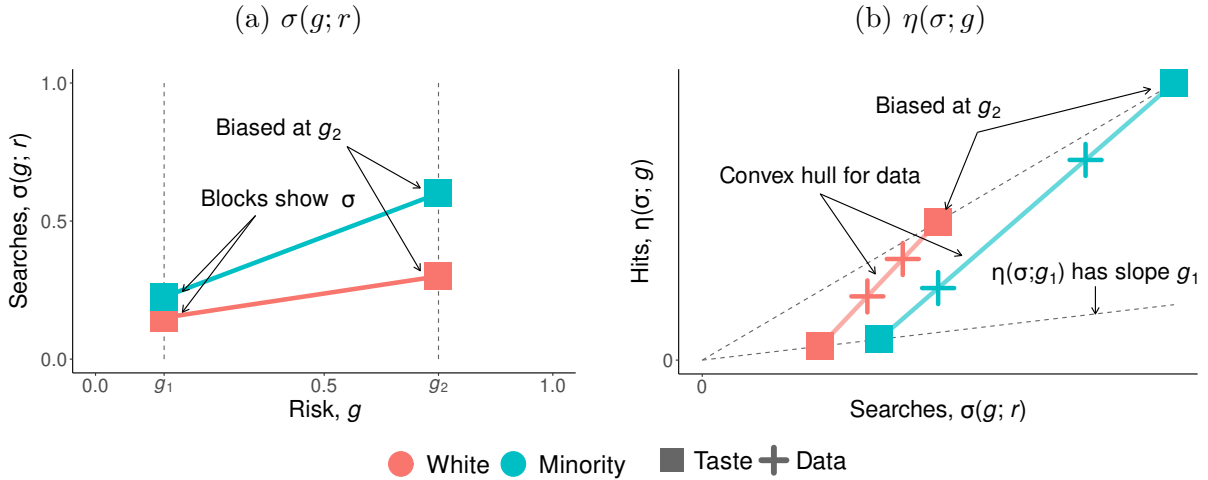 (a) σ(g; r)
Searches, σ(g; r)
1.0
0.5
0.0
Biased at g₂
Blocks show σ
0.0
g₁
0.5
g₂
1.0
Risk, g
(b) η(σ; g)
Hits, η(σ; g)
0
Biased at g₂
Convex hull for data
η(σ;g₁) has slope g₁
0
Searches, σ(g; r)
White
Minority
Taste
Data